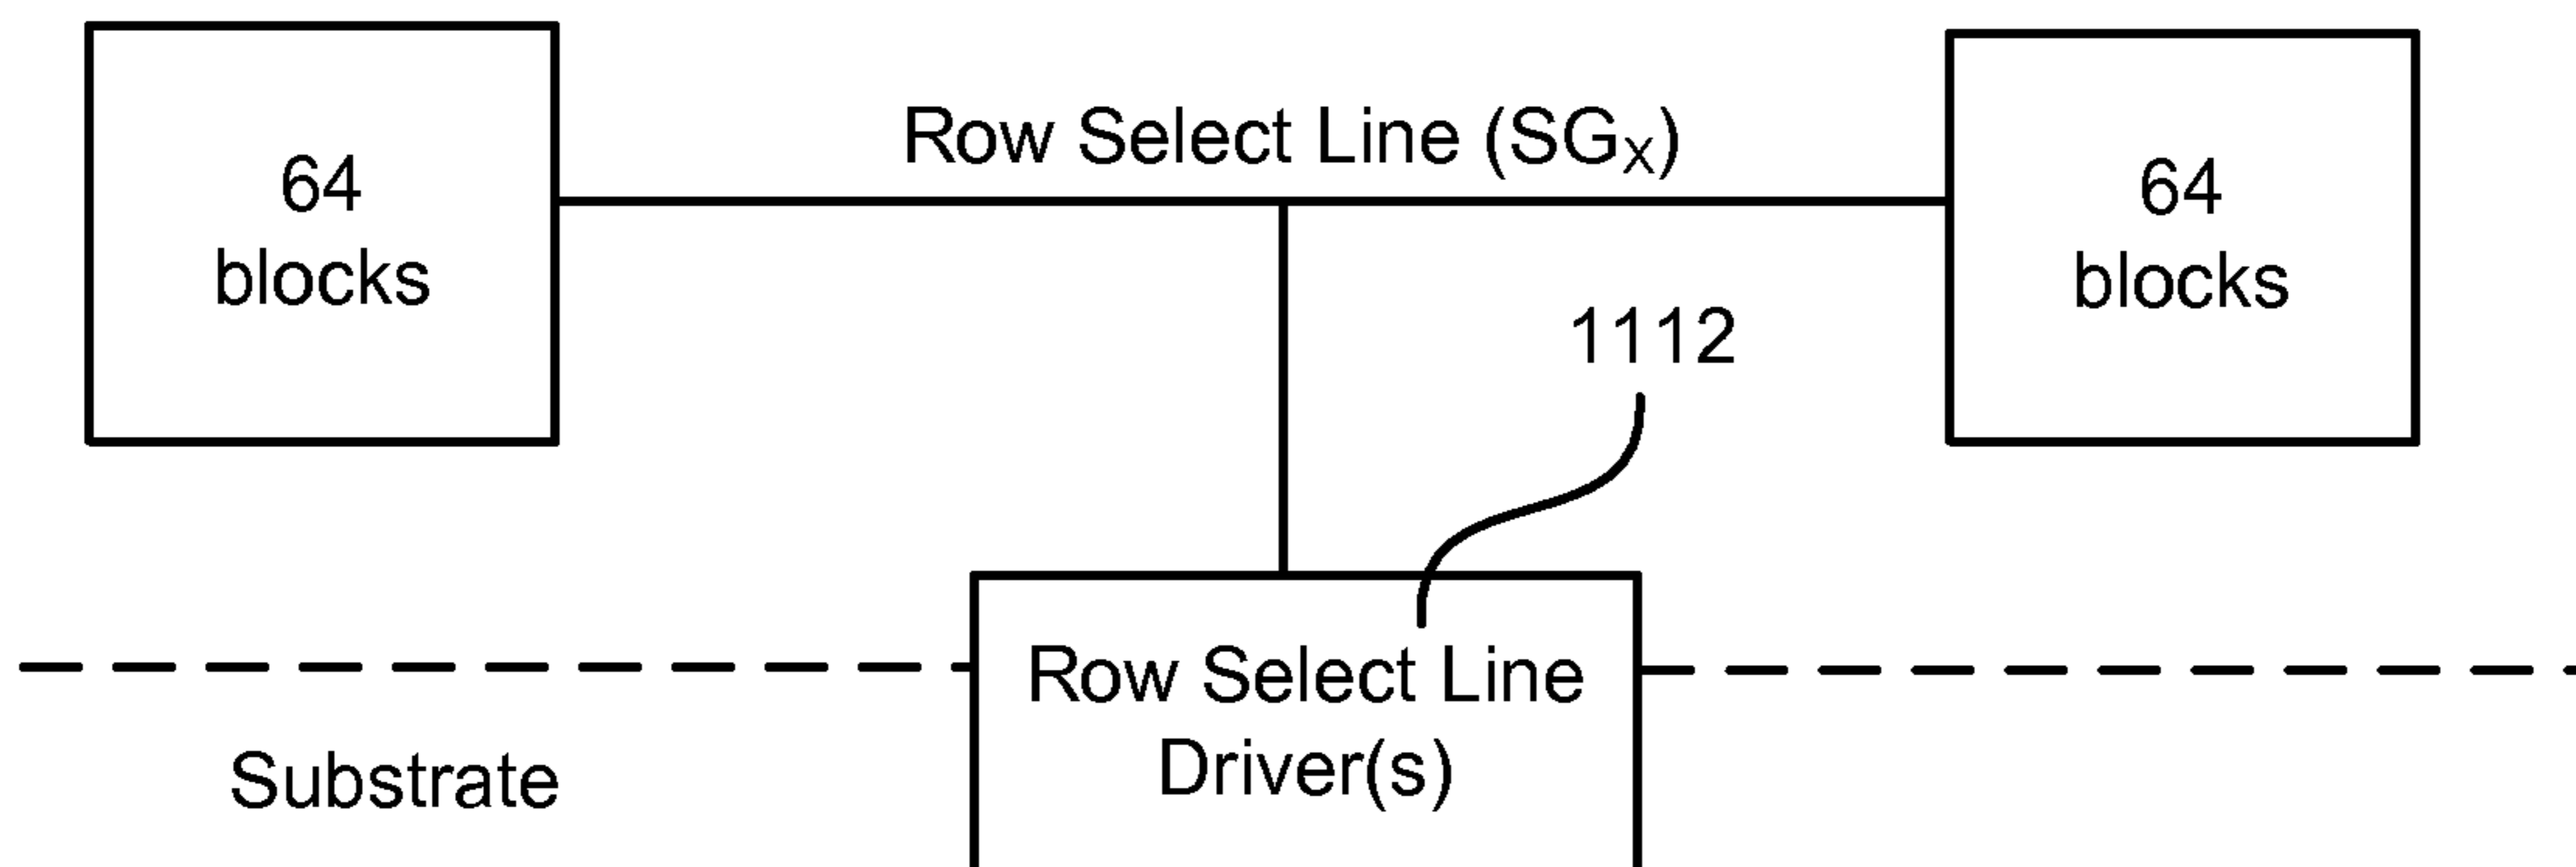 64
blocks
Row Select Line (SGX)
64
blocks
1112
Row Select Line
Driver(s)
Substrate